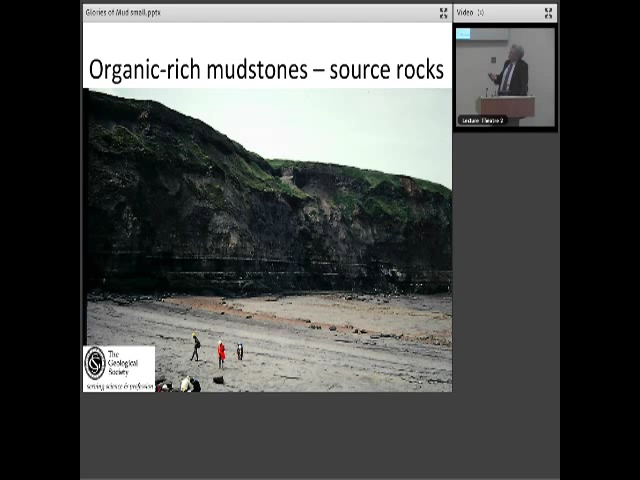 Glories of Mud small.pptx
Video (1)
Organic-rich mudstones – source rocks
Lecture Theatre 2
The
Geological
Society
serving science & profession